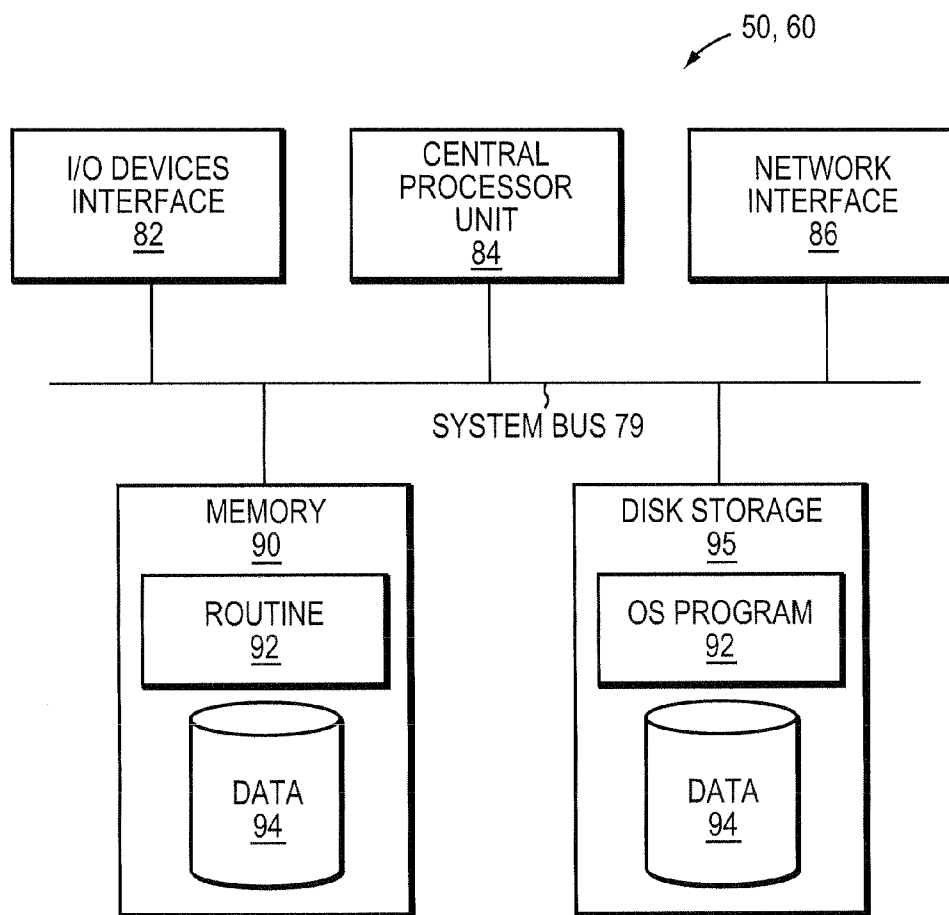 50, 60
I/O DEVICES
INTERFACE
82
CENTRAL
PROCESSOR
UNIT
84
NETWORK
INTERFACE
86
SYSTEM BUS 79
MEMORY
90
ROUTINE
92
DATA
94
DISK STORAGE
95
OS PROGRAM
92
DATA
94